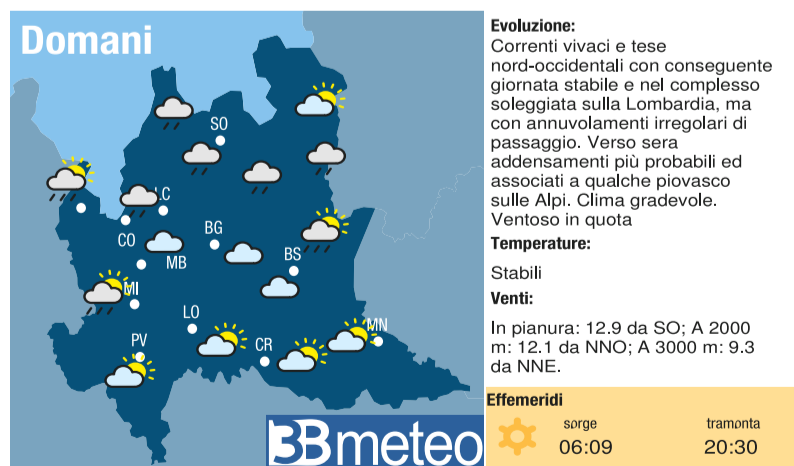 Domani
SO
LC
CO
BG
MB
BS
MI
LO
MN
PV
CR
3Bmeteo
Evoluzione:
Correnti vivaci e tese
nord-occidentali con conseguente
giornata stabile e nel complesso
soleggiata sulla Lombardia, ma
con annuvolamenti irregolari di
passaggio. Verso sera
addensamenti più probabili ed
associati a qualche piovasco
sulle Alpi. Clima gradevole.
Ventoso in quota
Temperature:
Stabili
Venti:
In pianura: 12.9 da SO; A 2000
m: 12.1 da NNO; A 3000 m: 9.3
da NNE.
Effemeridi
sorge tramonta
06:09 20:30